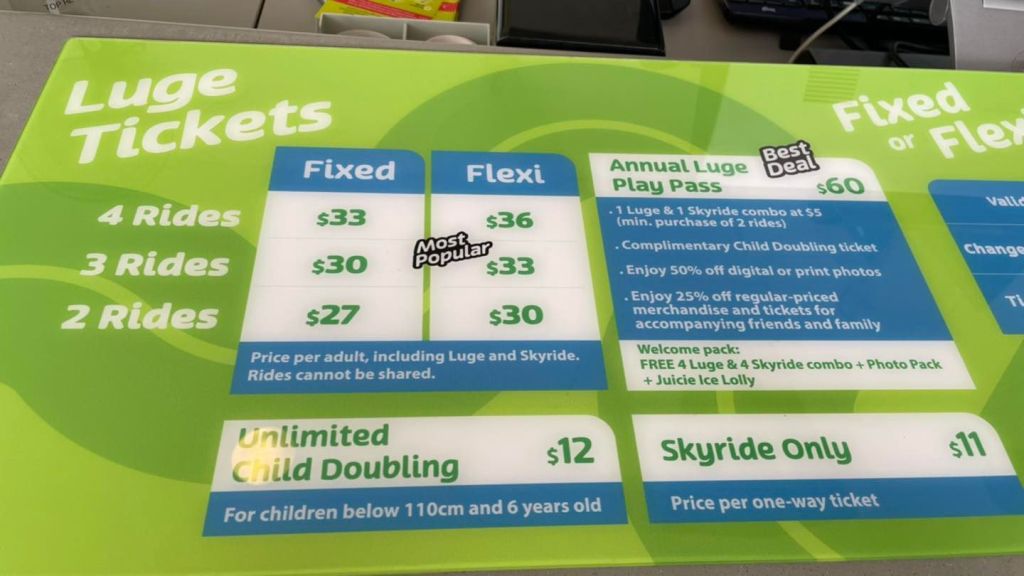 Luge
Tickets
Fixed
or Flex
Fixed
Flexi
4 Rides
$33
$36
3 Rides
$30
$33
2 Rides
$27
$30
Most
Popular
Price per adult, including Luge and Skyride.
Rides cannot be shared.
Annual Luge
Play Pass
Best
Deal
$60
. 1 Luge & 1 Skyride combo at $5
(min. purchase of 2 rides)
. Complimentary Child Doubling ticket
. Enjoy 50% off digital or print photos
. Enjoy 25% off regular-priced
merchandise and tickets for
accompanying friends and family
Welcome pack:
FREE 4 Luge & 4 Skyride combo + Photo Pack
+ Juicie Ice Lolly
Unlimited
Child Doubling
$12
For children below 110cm and 6 years old
Skyride Only
$11
Price per one-way ticket
Change